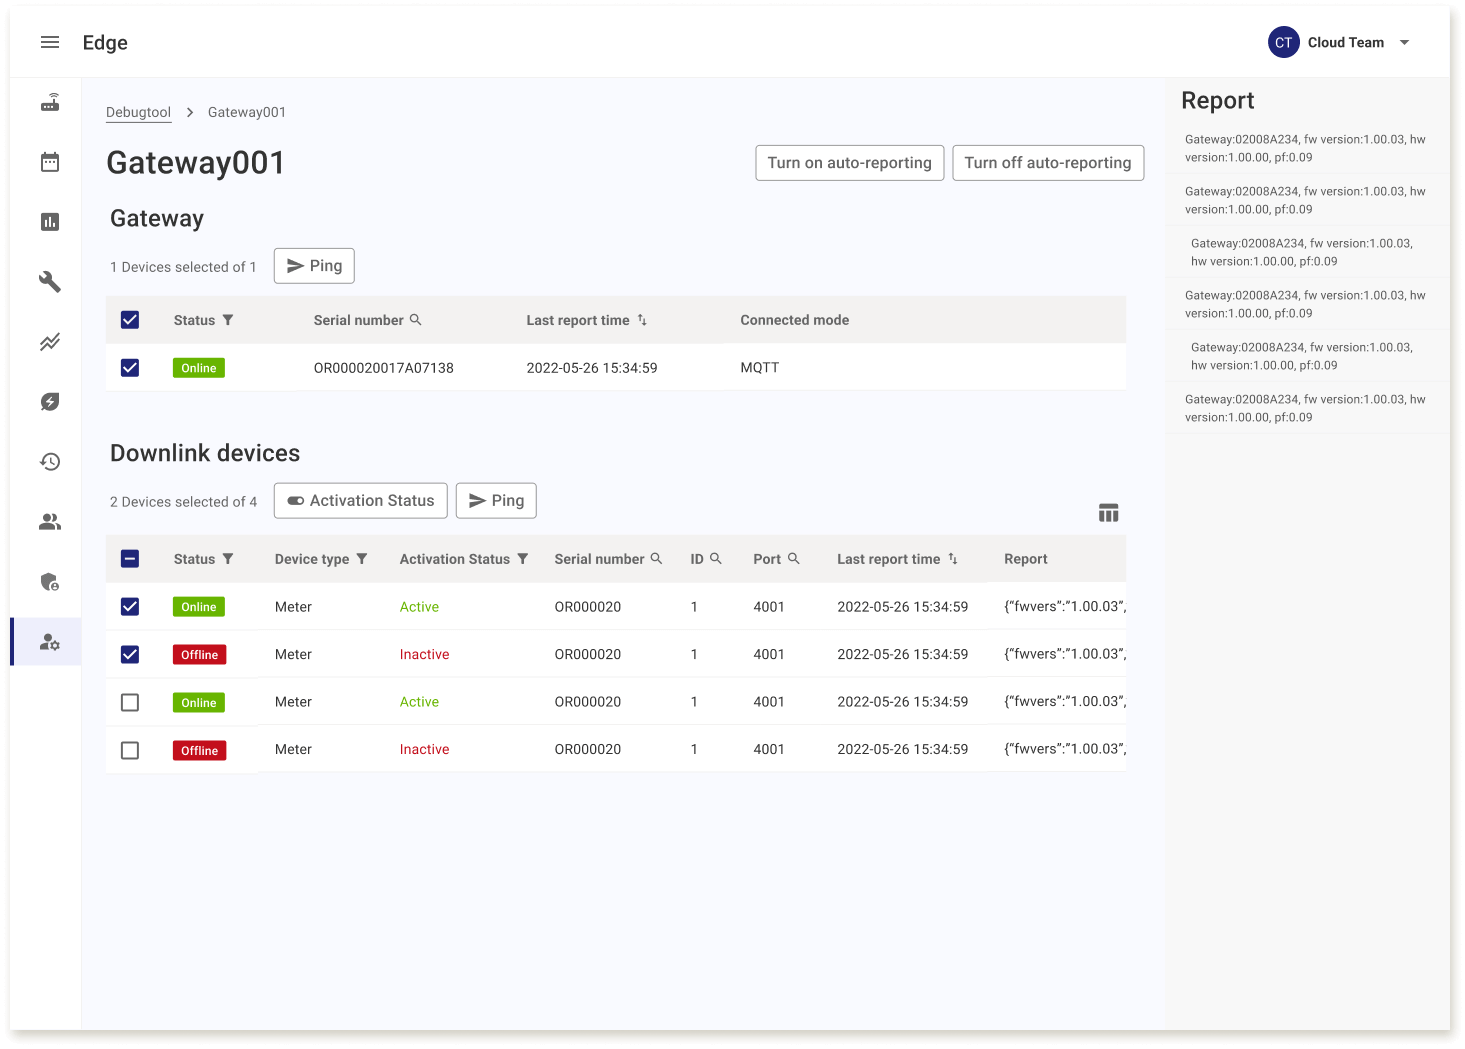 Edge
CT Cloud Team
Debugtool > Gateway001
Gateway001
Turn on auto-reporting Turn off auto-reporting
Gateway
1 Devices selected of 1 Ping
Status Serial number Last report time Connected mode
Online OR000020017A07138 2022-05-26 15:34:59 MQTT
Downlink devices
2 Devices selected of 4 Activation Status Ping
Status Device type Activation Status Serial number ID Port Last report time Report
Online Meter Active OR000020 1 4001 2022-05-26 15:34:59 {“fwvers”:”1.00.03”,
Offline Meter Inactive OR000020 1 4001 2022-05-26 15:34:59 {“fwvers”:”1.00.03”,
Online Meter Active OR000020 1 4001 2022-05-26 15:34:59 {“fwvers”:”1.00.03”,
Offline Meter Inactive OR000020 1 4001 2022-05-26 15:34:59 {“fwvers”:”1.00.03”,
Report
Gateway:02008A234, fw version:1.00.03, hw
version:1.00.00, pf:0.09
Gateway:02008A234, fw version:1.00.03, hw
version:1.00.00, pf:0.09
Gateway:02008A234, fw version:1.00.03,
hw version:1.00.00, pf:0.09
Gateway:02008A234, fw version:1.00.03, hw
version:1.00.00, pf:0.09
Gateway:02008A234, fw version:1.00.03,
hw version:1.00.00, pf:0.09
Gateway:02008A234, fw version:1.00.03, hw
version:1.00.00, pf:0.09